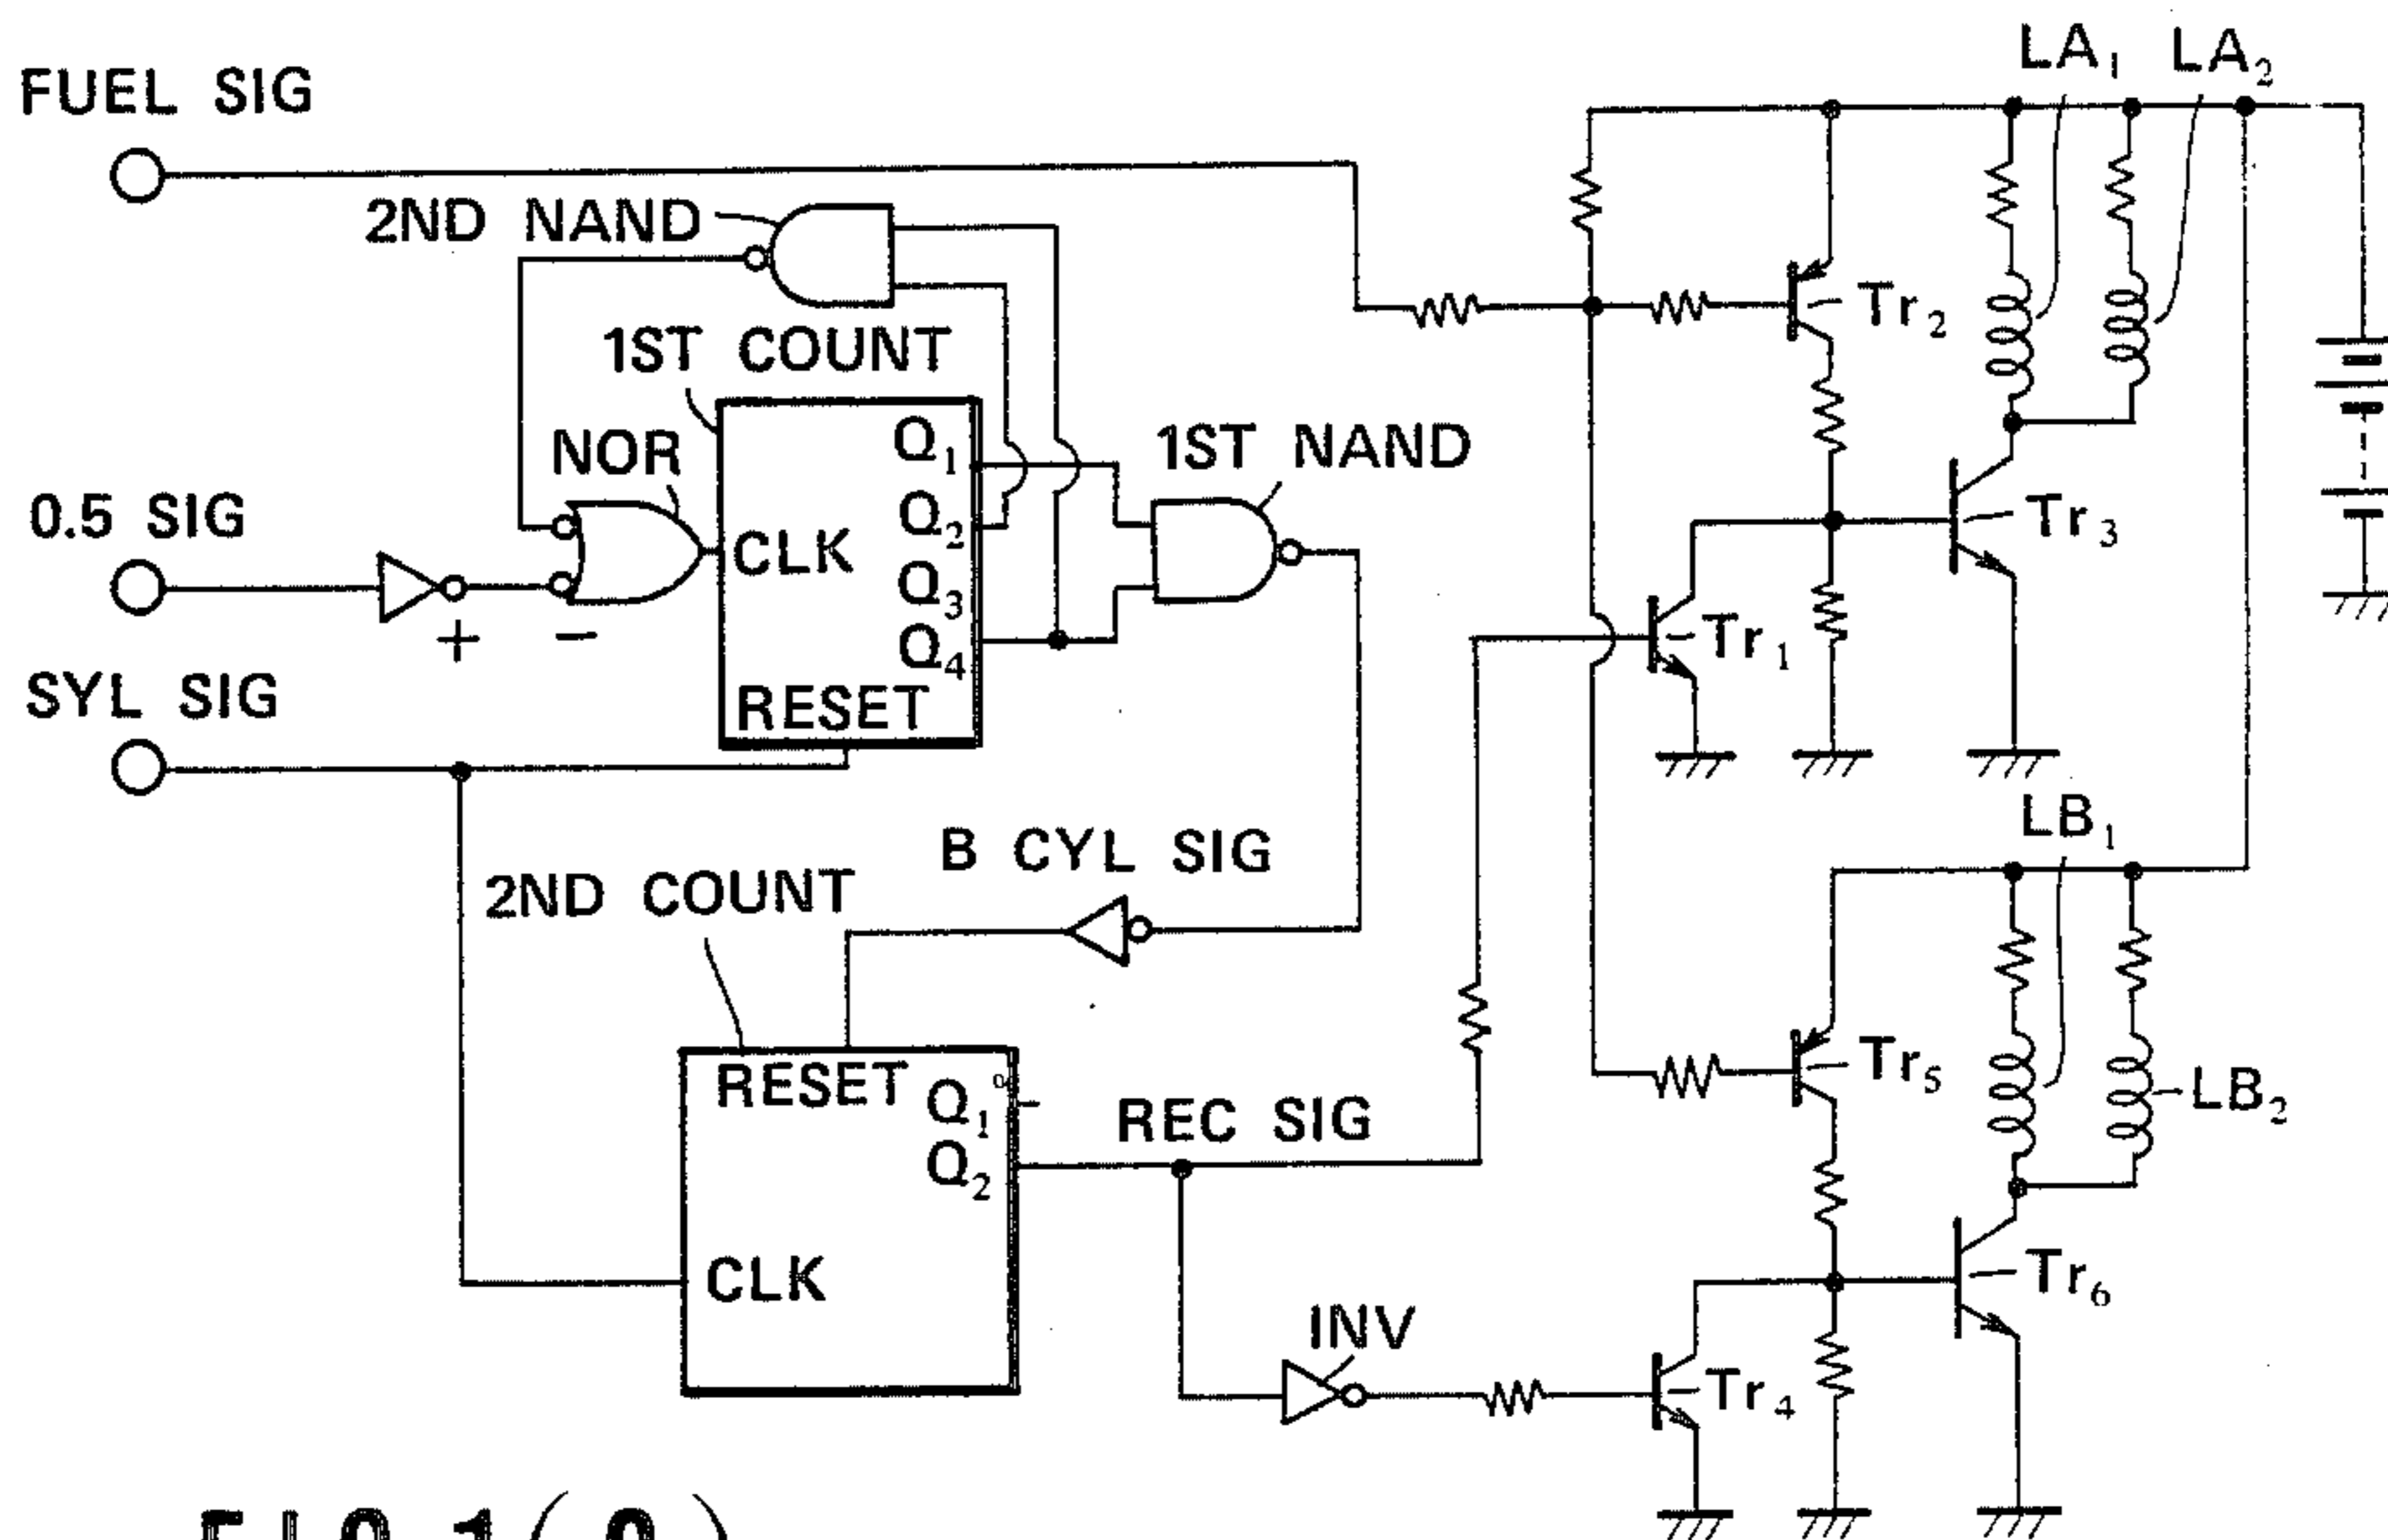 FUEL SIG
LA₁ LA₂
2ND NAND
1ST COUNT
Tr₂
NOR
Q₁
1ST NAND
0.5 SIG
CLK
Q₂
Q₃
Q₄
Tr₃
+
−
Tr₁
SYL SIG
RESET
LB₁
B CYL SIG
2ND COUNT
RESET
Q₁
Tr₅
LB₂
REC SIG
Q₂
CLK
INV
Tr₆
Tr₄